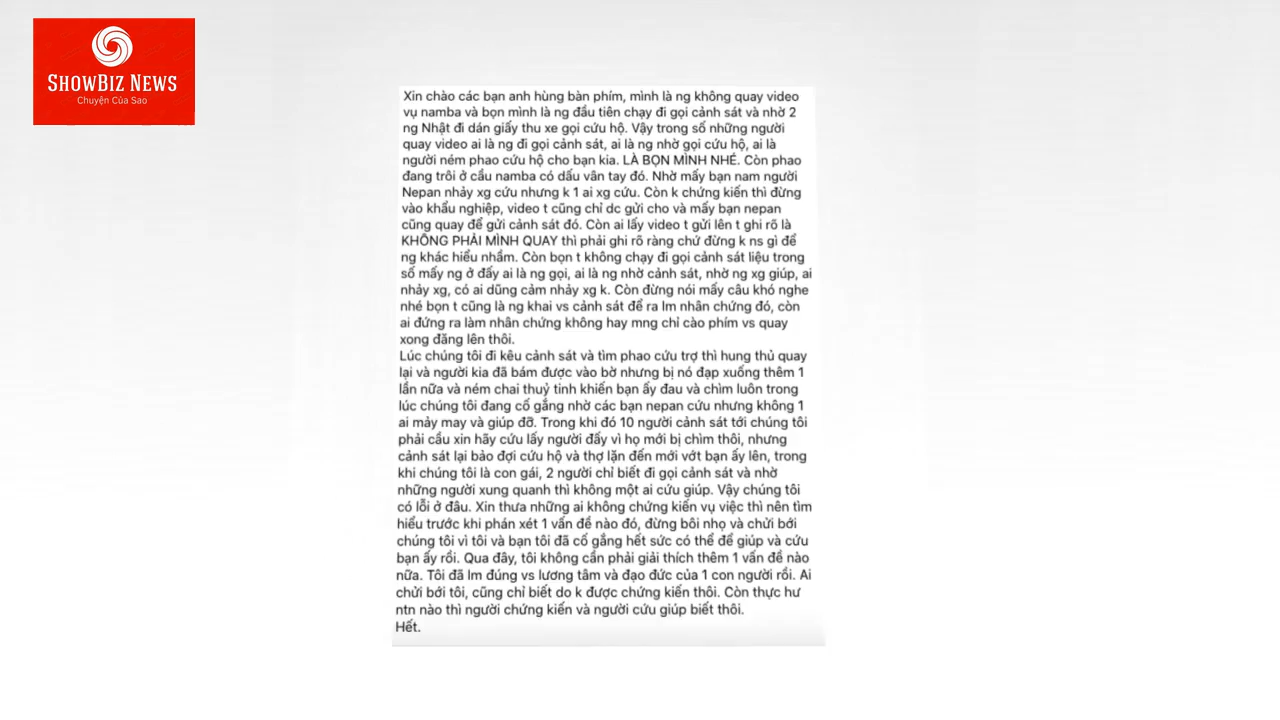 SHOWBIZ NEWS
Chuyện Của Sao
Xin chào các bạn anh hùng bàn phím, mình là ng không quay video
vụ namba và bọn mình là ng đầu tiên chạy đi gọi cảnh sát và nhờ 2
ng Nhật đi dán giấy thu xe gọi cứu hộ. Vậy trong số những người
quay video ai là ng đi gọi cảnh sát, ai là ng nhờ gọi cứu hộ, ai là
người ném phao cứu hộ cho bạn kia. LÀ BỌN MÌNH NHÉ. Còn phao
đang trôi ở cầu namba có dấu vân tay đó. Nhờ mấy bạn nam người
Nepan nhảy xg cứu nhưng k 1 ai xg cứu. Còn k chứng kiến thì đừng
vào khẩu nghiệp, video t cũng chỉ dc gửi cho và mấy bạn nepan
cũng quay để gửi cảnh sát đó. Còn ai lấy video t gửi lên t ghi rõ là
KHÔNG PHẢI MÌNH QUAY thì phải ghi rõ ràng chứ đừng k ns gì để
ng khác hiểu nhầm. Còn bọn t không chạy đi gọi cảnh sát liệu trong
số mấy ng ở đấy ai là ng gọi, ai là ng nhờ cảnh sát, nhờ ng xg giúp, ai
nhảy xg, có ai dũng cảm nhảy xg k. Còn đừng nói mấy câu khó nghe
nhé bọn t cũng là ng khai vs cảnh sát để ra lm nhân chứng đó, còn
ai đứng ra làm nhân chứng không hay mng chỉ cào phím vs quay
xong đăng lên thôi.
Lúc chúng tôi đi kêu cảnh sát và tìm phao cứu trợ thì hung thủ quay
lại và người kia đã bám được vào bờ nhưng bị nó đạp xuống thêm 1
lần nữa và ném chai thuỷ tinh khiến bạn ấy đau và chìm luôn trong
lúc chúng tôi đang cố gắng nhờ các bạn nepan cứu nhưng không 1
ai mảy may và giúp đỡ. Trong khi đó 10 người cảnh sát tới chúng tôi
phải cầu xin hãy cứu lấy người đấy vì họ mới bị chìm thôi, nhưng
cảnh sát lại bảo đợi cứu hộ và thợ lặn đến mới vớt bạn ấy lên, trong
khi chúng tôi là con gái, 2 người chỉ biết đi gọi cảnh sát và nhờ
những người xung quanh thì không một ai cứu giúp. Vậy chúng tôi
có lỗi ở đâu. Xin thưa những ai không chứng kiến vụ việc thì nên tìm
hiểu trước khi phán xét 1 vấn đề nào đó, đừng bôi nhọ và chửi bới
chúng tôi vì tôi và bạn tôi đã cố gắng hết sức có thể để giúp và cứu
bạn ấy rồi. Qua đây, tôi không cần phải giải thích thêm 1 vấn đề nào
nữa. Tôi đã lm đúng vs lương tâm và đạo đức của 1 con người rồi. Ai
chửi bới tôi, cũng chỉ biết do k được chứng kiến thôi. Còn thực hư
ntn nào thì người chứng kiến và người cứu giúp biết thôi.
Hết.